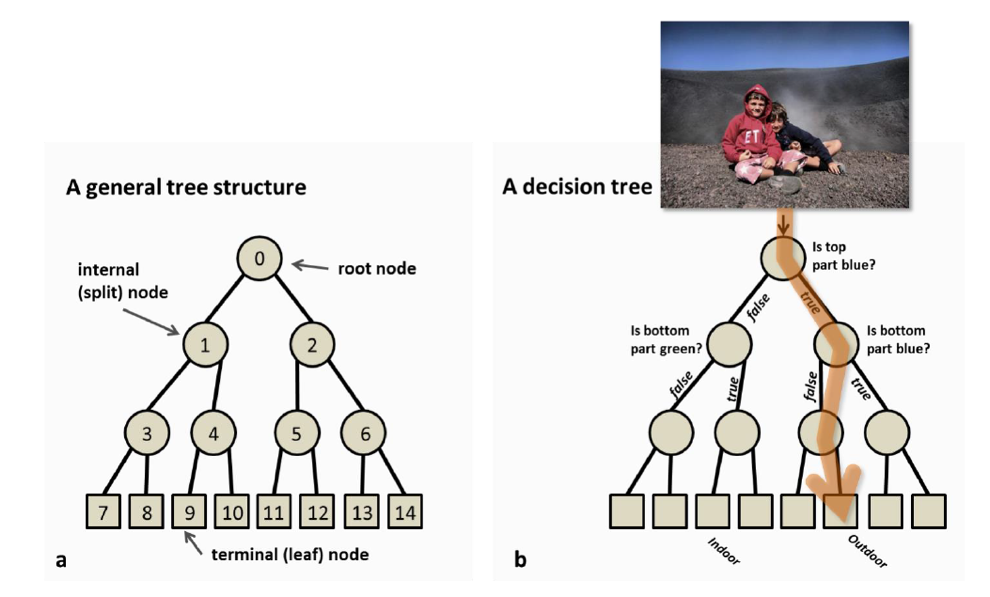 A general tree structure
internal
(split) node
root node
0
1
2
3
4
5
6
7
8
9
10
11
12
13
14
terminal (leaf) node
a
A decision tree
ET
Is top
part blue?
false
true
Is bottom
part green?
Is bottom
part blue?
false
true
false
true
Indoor
Outdoor
b